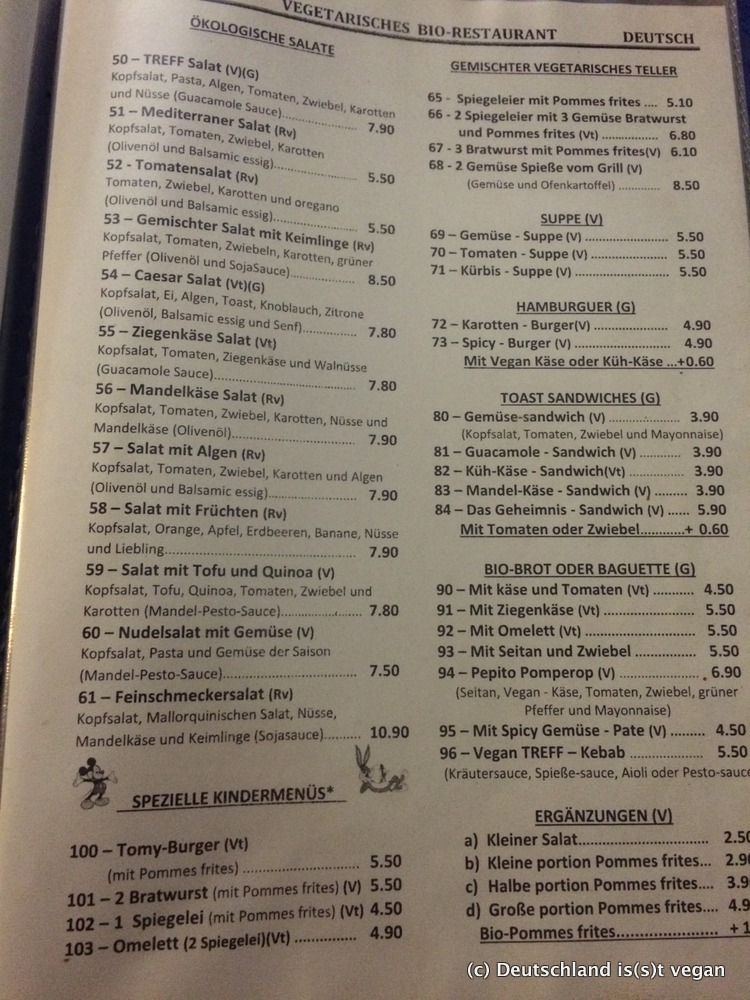 VEGETARISCHES BIO-RESTAURANT DEUTSCH
ÖKOLOGISCHE SALATE
50 – TREFF Salat (V)(G)
Kopfsalat, Pasta, Algen, Tomaten, Zwiebel, Karotten
und Nüsse (Guacamole Sauce)........................ 7.90
51 – Mediterraner Salat (Rv)
Kopfsalat, Tomaten, Zwiebel, Karotten
(Olivenöl und Balsamic essig)........................ 5.50
52 - Tomatensalat (Rv)
Tomaten, Zwiebel, Karotten und oregano
(Olivenöl und Balsamic essig)........................ 5.50
53 – Gemischter Salat mit Keimlinge (Rv)
Kopfsalat, Tomaten, Zwiebeln, Karotten, grüner
Pfeffer (Olivenöl und SojaSauce)..................... 8.50
54 – Caesar Salat (Vt)(G)
Kopfsalat, Ei, Algen, Toast, Knoblauch, Zitrone
(Olivenöl, Balsamic essig und Senf)................ 7.80
55 – Ziegenkäse Salat (Vt)
Kopfsalat, Tomaten, Ziegenkäse und Walnüsse
(Guacamole Sauce)........................................ 7.80
56 – Mandelkäse Salat (Rv)
Kopfsalat, Tomaten, Zwiebel, Karotten, Nüsse und
Mandelkäse (Olivenöl)................................... 7.90
57 – Salat mit Algen (Rv)
Kopfsalat, Tomaten, Zwiebel, Karotten und Algen
(Olivenöl und Balsamic essig)........................ 7.90
58 – Salat mit Früchten (Rv)
Kopfsalat, Orange, Apfel, Erdbeeren, Banane, Nüsse
und Liebling................................................... 7.90
59 – Salat mit Tofu und Quinoa (V)
Kopfsalat, Tofu, Quinoa, Tomaten, Zwiebel und
Karotten (Mandel-Pesto-Sauce)..................... 7.80
60 – Nudelsalat mit Gemüse (V)
Kopfsalat, Pasta und Gemüse der Saison
(Mandel-Pesto-Sauce)................................... 7.50
61 – Feinschmeckersalat (Rv)
Kopfsalat, Mallorquinischen Salat, Nüsse,
Mandelkäse und Keimlinge (Sojasauce)......... 10.90
SPEZIELLE KINDERMENÜS*
100 – Tomy-Burger (Vt)
(mit Pommes frites) ........................ 5.50
101 – 2 Bratwurst (mit Pommes frites) (V) 5.50
102 – 1 Spiegelei (mit Pommes frites) (Vt) 4.50
103 – Omelett (2 Spiegelei)(Vt) ............... 4.90
GEMISCHTER VEGETARISCHES TELLER
65 - Spiegeleier mit Pommes frites .... 5.10
66 - 2 Spiegeleier mit 3 Gemüse Bratwurst
und Pommes frites (Vt) .................. 6.80
67 - 3 Bratwurst mit Pommes frites(V) 6.10
68 - 2 Gemüse Spieße vom Grill (V)
(Gemüse und Ofenkartoffel) ............. 8.50
SUPPE (V)
69 – Gemüse - Suppe (V) ........................ 5.50
70 – Tomaten - Suppe (V) ...................... 5.50
71 – Kürbis - Suppe (V) .......................... 5.50
HAMBURGUER (G)
72 – Karotten - Burger(V) ..................... 4.90
73 – Spicy - Burger (V) ......................... 4.90
Mit Vegan Käse oder Küh-Käse ...+0.60
TOAST SANDWICHES (G)
80 – Gemüse-sandwich (V) .................... 3.90
(Kopfsalat, Tomaten, Zwiebel und Mayonnaise)
81 – Guacamole - Sandwich (V) ............ 3.90
82 – Küh-Käse - Sandwich(Vt) .............. 3.90
83 – Mandel-Käse - Sandwich (V) ......... 3.90
84 – Das Geheimnis - Sandwich (V) ...... 5.90
Mit Tomaten oder Zwiebel............+ 0.60
BIO-BROT ODER BAGUETTE (G)
90 – Mit käse und Tomaten (Vt) .......... 4.50
91 – Mit Ziegenkäse (Vt) ...................... 5.50
92 – Mit Omelett (Vt) ........................... 5.50
93 – Mit Seitan und Zwiebel ................ 5.50
94 – Pepito Pomperop (V) ..................... 6.90
(Seitan, Vegan - Käse, Tomaten, Zwiebel, grüner
Pfeffer und Mayonnaise)
95 – Mit Spicy Gemüse - Pate (V) ......... 4.50
96 – Vegan TREFF – Kebab .................... 5.50
(Kräutersauce, Spieße-sauce, Aioli oder Pesto-sauce
ERGÄNZUNGEN (V)
a) Kleiner Salat................................... 2.50
b) Kleine portion Pommes frites... 2.90
c) Halbe portion Pommes frites.... 3.9
d) Große portion Pommes frites.... 4.9
Bio-Pommes frites...................... + 1
(c) Deutschland is(s)t vegan